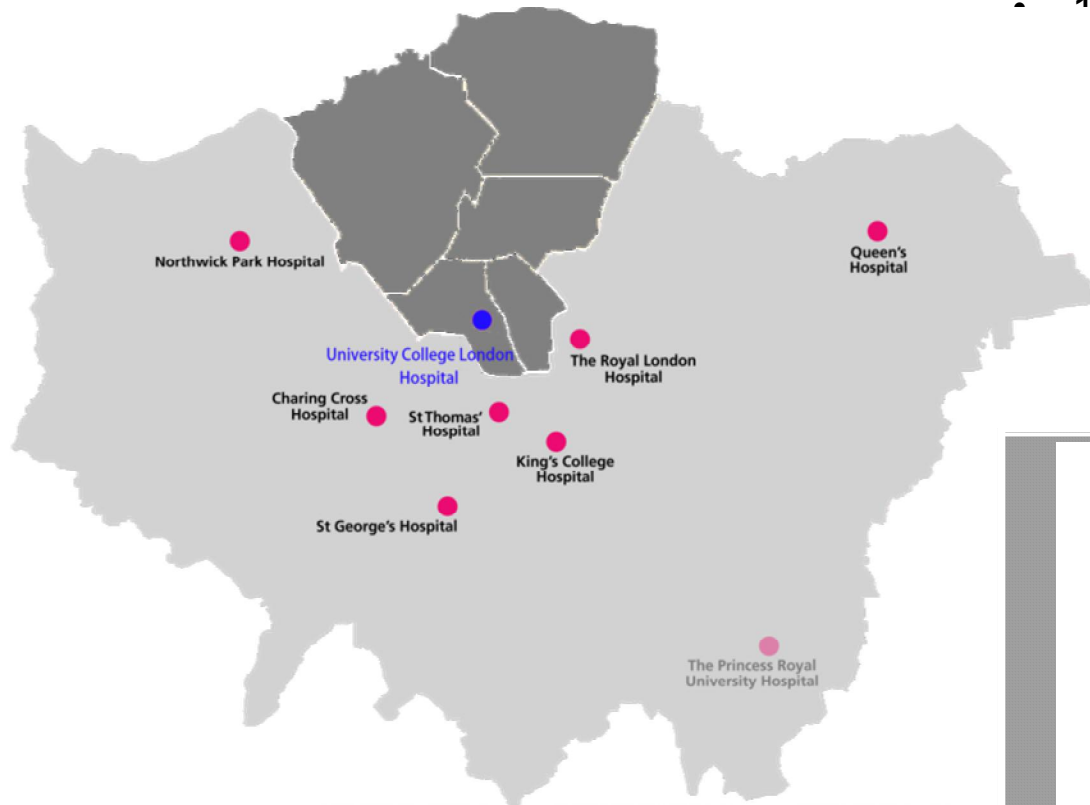 Northwick Park Hospital
Queen's
Hospital
University College London
Hospital
The Royal London
Hospital
Charing Cross
Hospital
St Thomas'
Hospital
King's College
Hospital
St George's Hospital
The Princess Royal
University Hospital